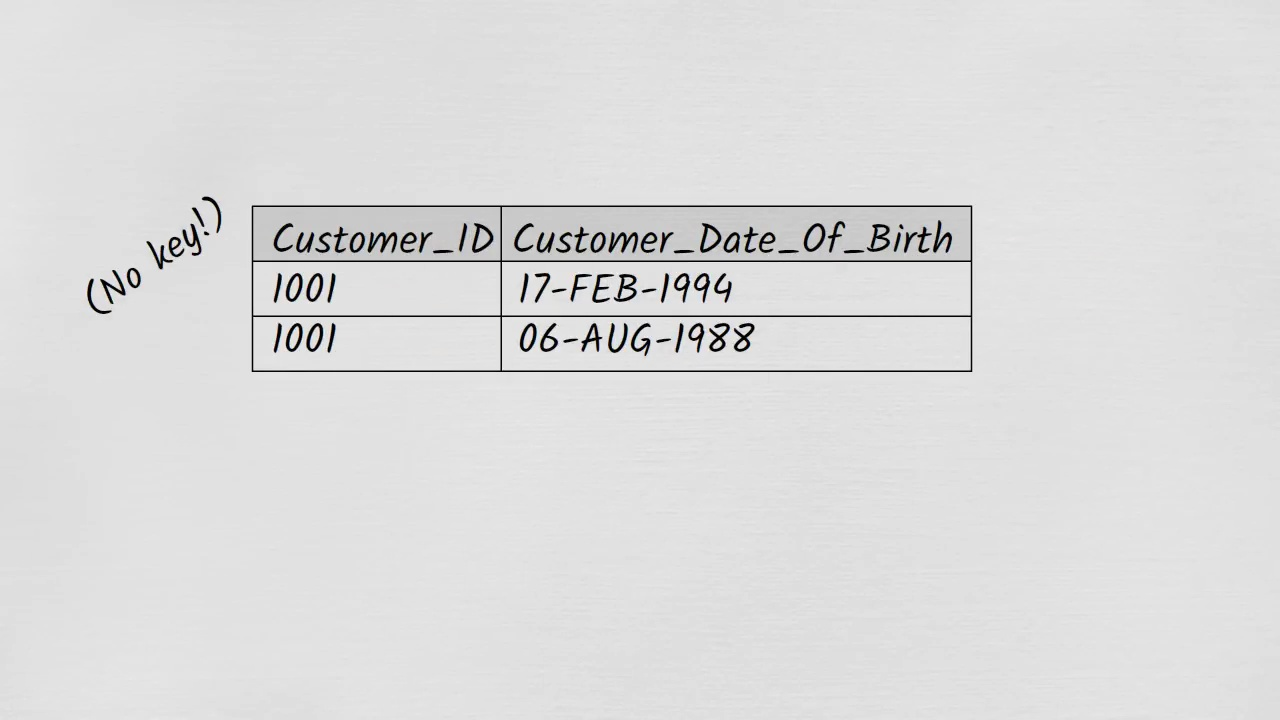 (No key!)
Customer_ID Customer_Date_Of_Birth
1001 17-FEB-1994
1001 06-AUG-1988